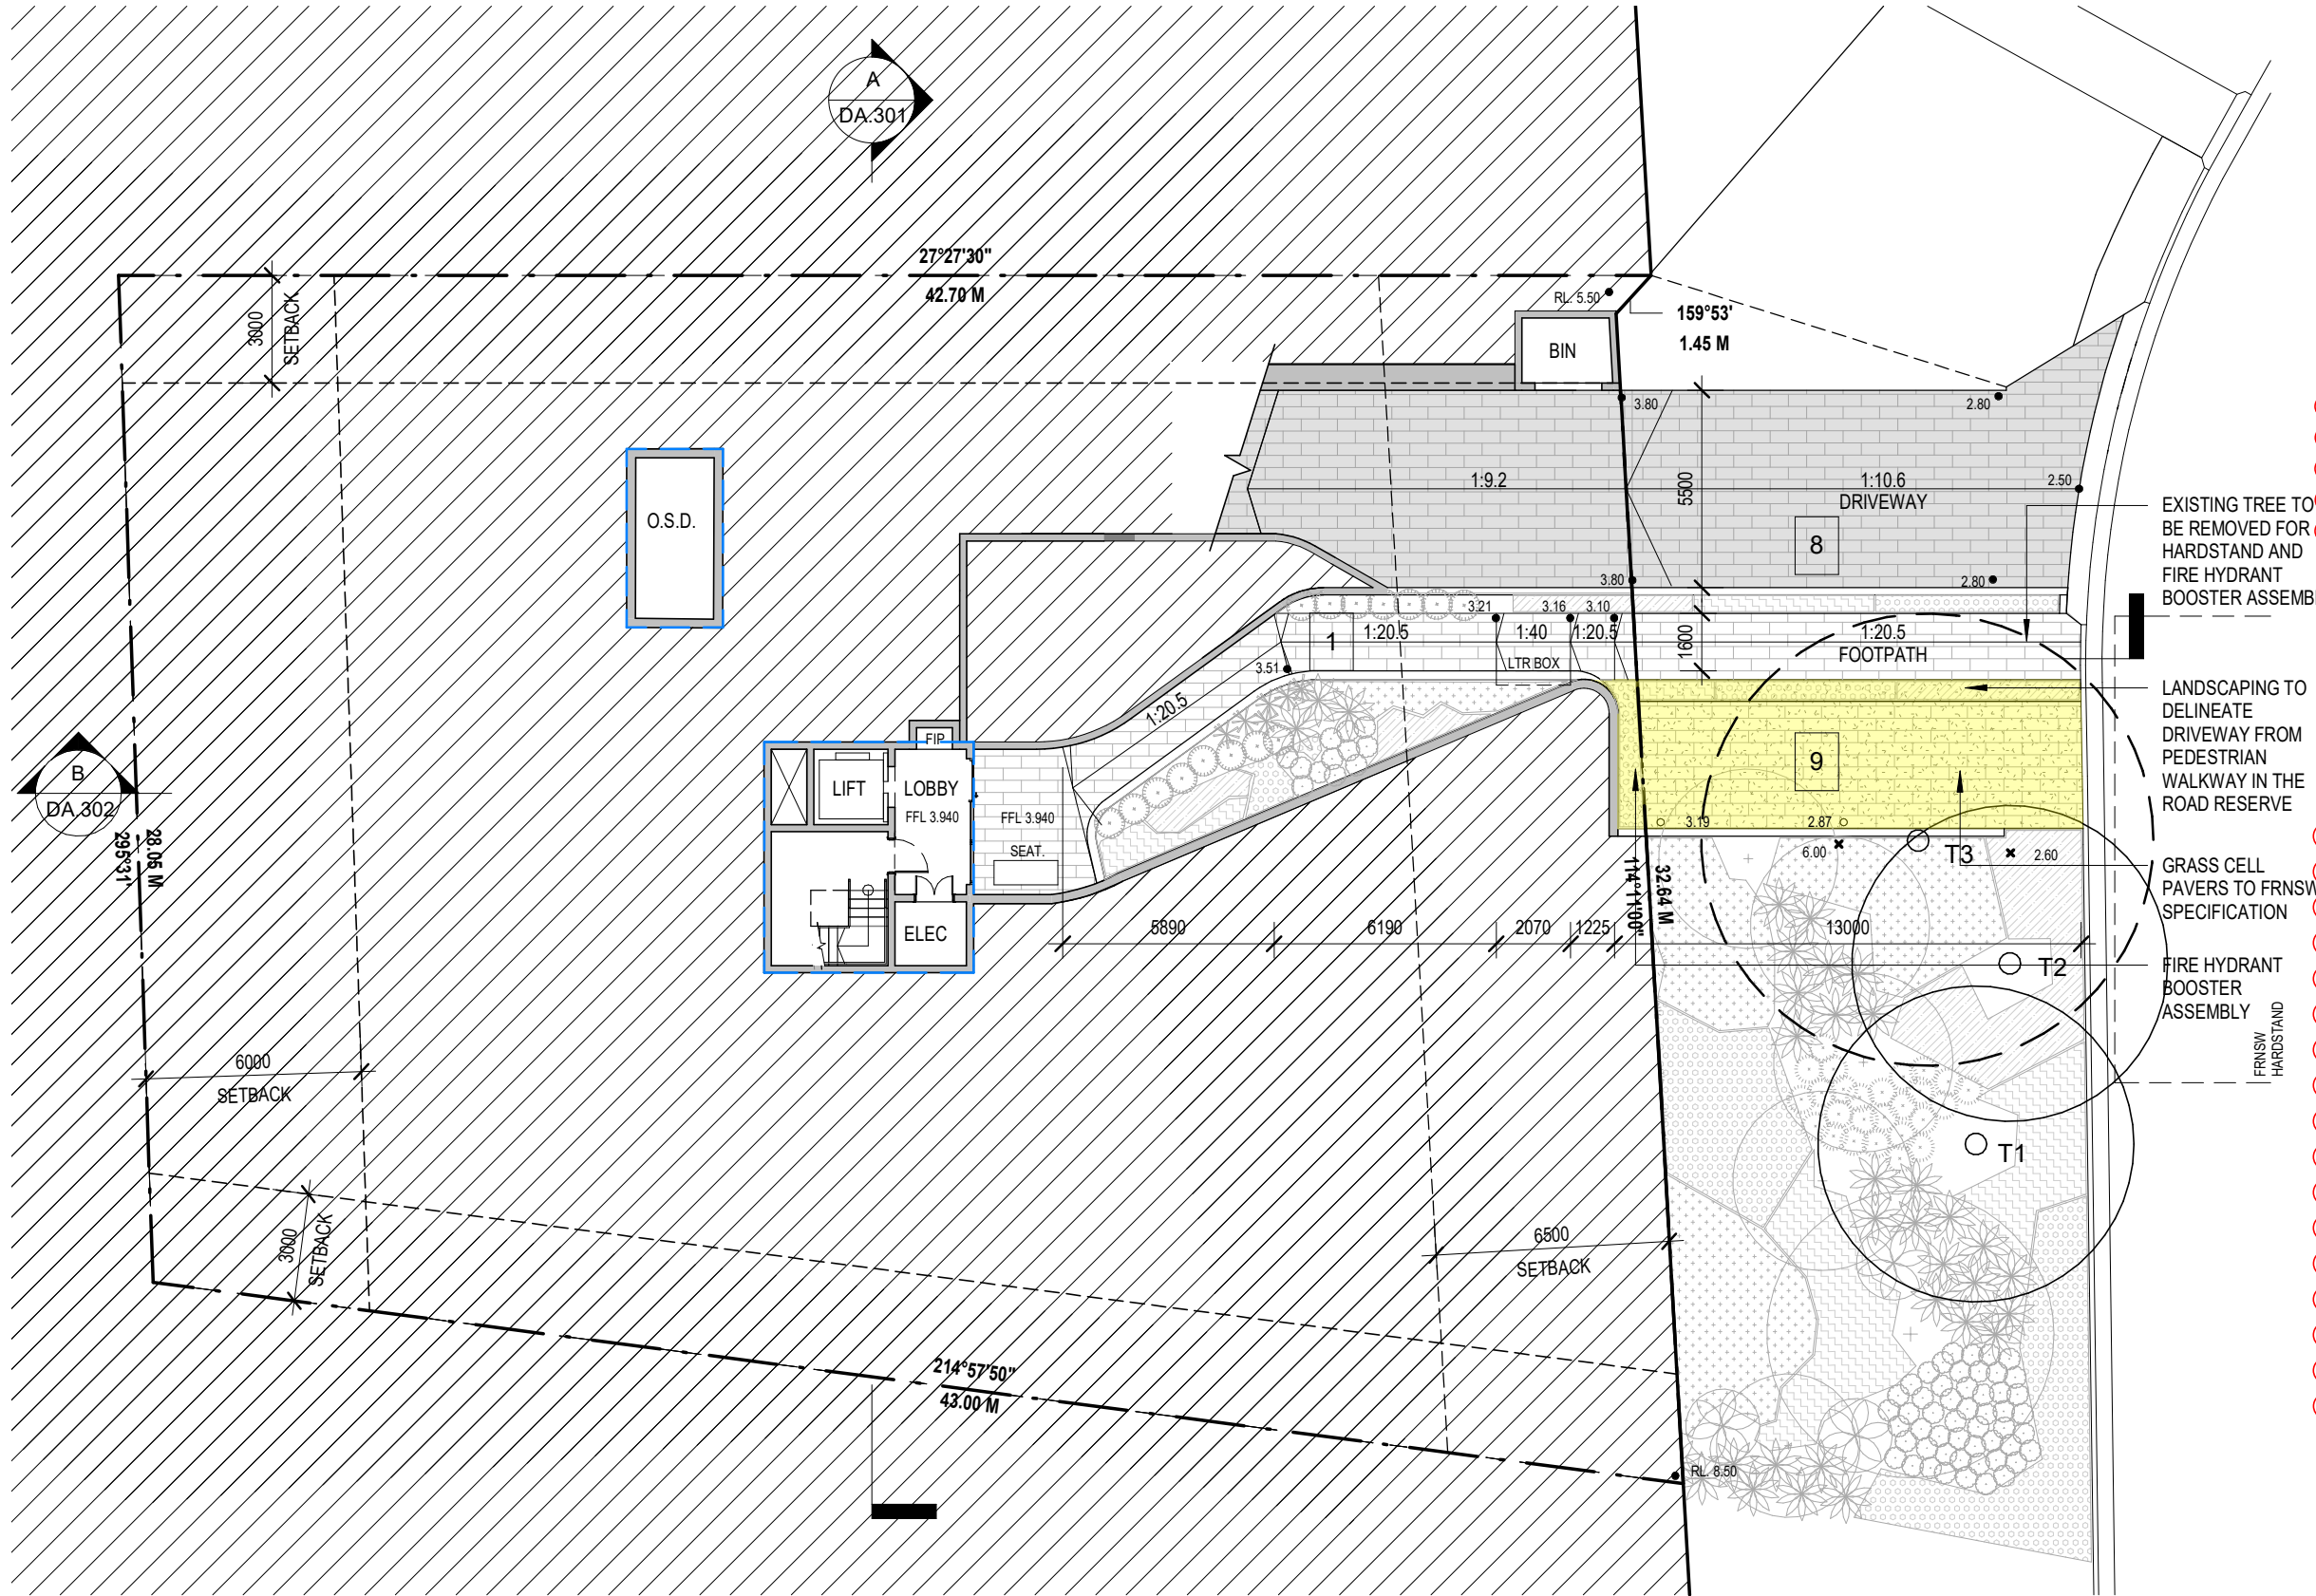 A
DA.301
27°27'30"
42.70 M
3000
SETBACK
RL. 5.50
159°53'
1.45 M
BIN
3.80
2.80
1:9.2
5500
1:10.6
DRIVEWAY
2.50
8
O.S.D.
3.80
2.80
EXISTING TREE TO
BE REMOVED FOR
HARDSTAND AND
FIRE HYDRANT
BOOSTER ASSEMB
3.21
3.16
3.10
1
1:20.5
1:40
1:20.5
1600
1:20.5
FOOTPATH
LTR BOX
3.51
1:20.5
LANDSCAPING TO
DELINEATE
DRIVEWAY FROM
PEDESTRIAN
WALKWAY IN THE
ROAD RESERVE
FIP
B
DA.302
LIFT
LOBBY
FFL 3.940
FFL 3.940
SEAT.
9
3.19
2.87
6.00
T3
2.60
GRASS CELL
PAVERS TO FRNSW
SPECIFICATION
28.05 M
295°31'
114°11'00"
32.64 M
ELEC
5890
6190
2070
1225
13000
T2
FIRE HYDRANT
BOOSTER
ASSEMBLY
FRNSW
HARDSTAND
6000
SETBACK
T1
3000
SETBACK
6500
SETBACK
214°57'50"
43.00 M
RL. 8.50